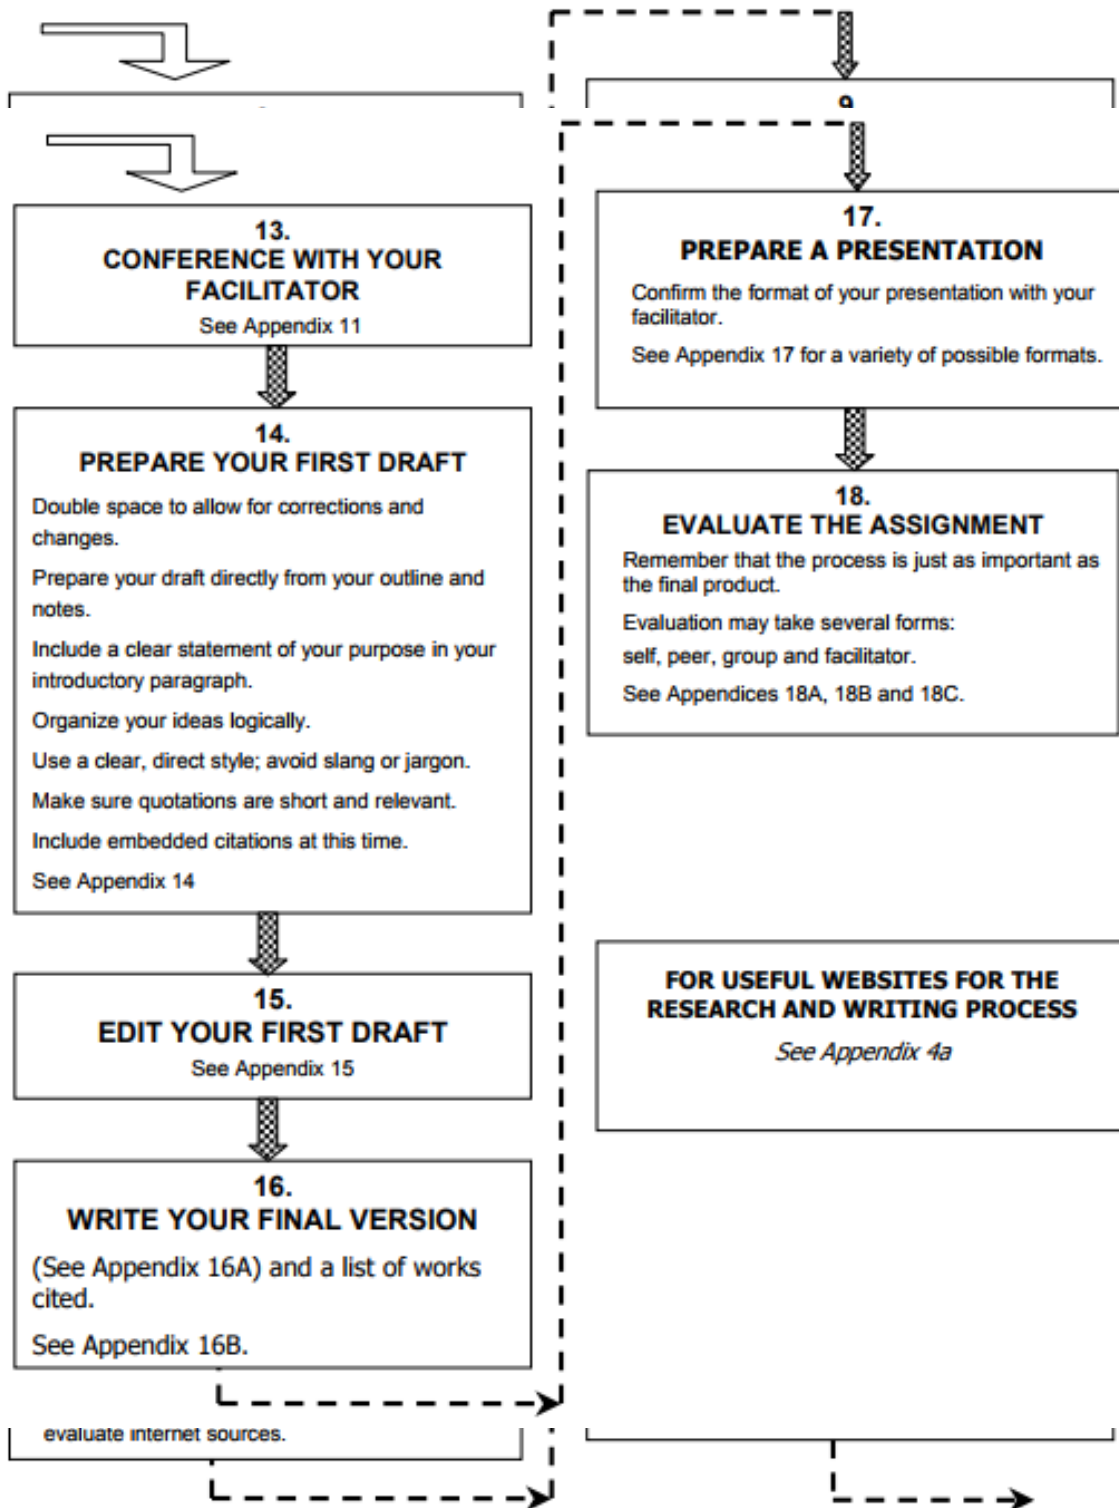 9
13.
CONFERENCE WITH YOUR
FACILITATOR
See Appendix 11
14.
PREPARE YOUR FIRST DRAFT
Double space to allow for corrections and
changes.
Prepare your draft directly from your outline and
notes.
Include a clear statement of your purpose in your
introductory paragraph.
Organize your ideas logically.
Use a clear, direct style; avoid slang or jargon.
Make sure quotations are short and relevant.
Include embedded citations at this time.
See Appendix 14
15.
EDIT YOUR FIRST DRAFT
See Appendix 15
16.
WRITE YOUR FINAL VERSION
(See Appendix 16A) and a list of works
cited.
See Appendix 16B.
evaluate internet sources.
17.
PREPARE A PRESENTATION
Confirm the format of your presentation with your
facilitator.
See Appendix 17 for a variety of possible formats.
18.
EVALUATE THE ASSIGNMENT
Remember that the process is just as important as
the final product.
Evaluation may take several forms:
self, peer, group and facilitator.
See Appendices 18A, 18B and 18C.
FOR USEFUL WEBSITES FOR THE
RESEARCH AND WRITING PROCESS
See Appendix 4a